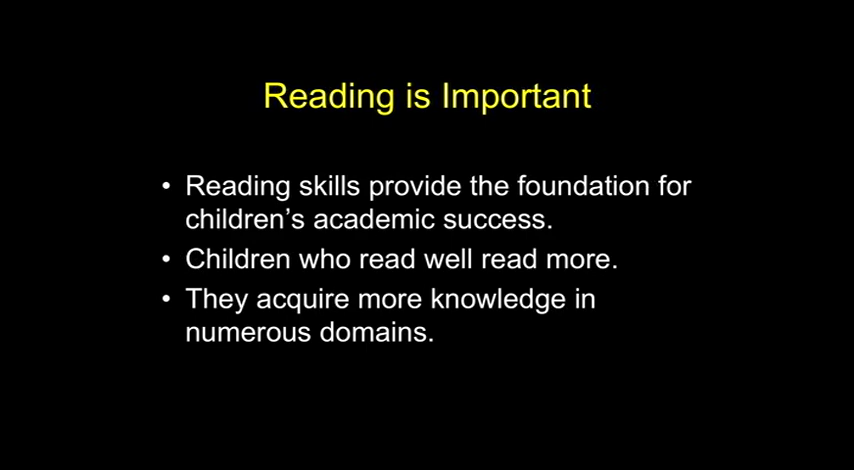 Reading is Important
• Reading skills provide the foundation for
children’s academic success.
• Children who read well read more.
• They acquire more knowledge in
numerous domains.